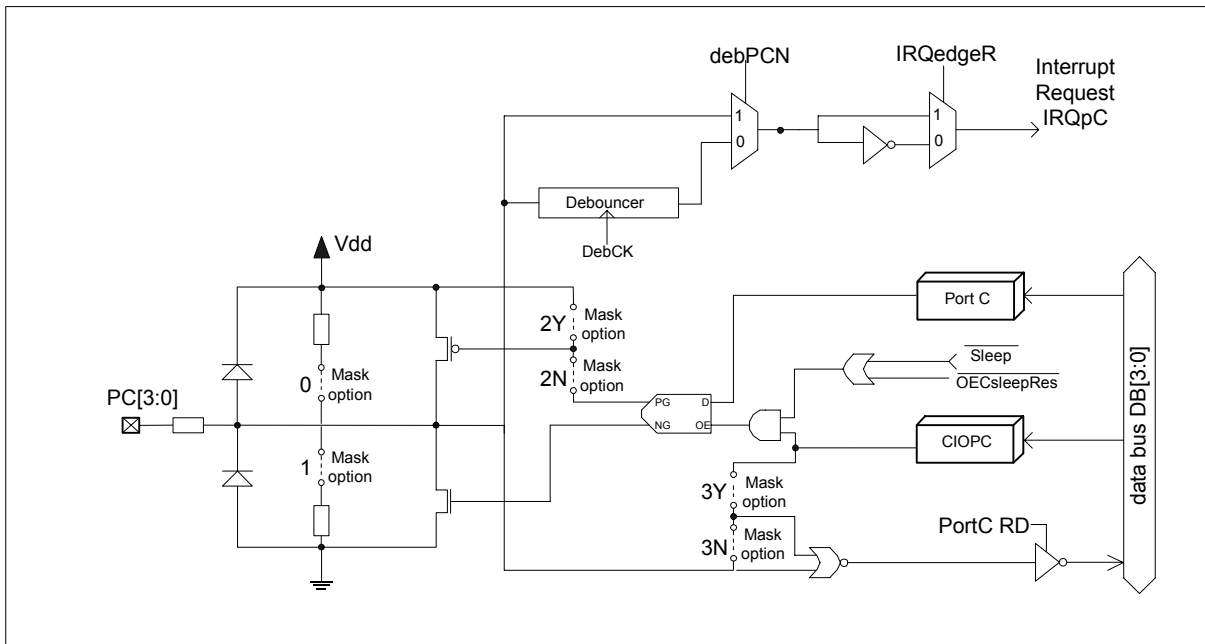 debPCN
IRQedgeR
Interrupt
Request
IRQpC
1
0
1
0
Debouncer
DebCK
Vdd
Port C
2Y
Mask
option
2N
Mask
option
0
Mask
option
Sleep
OECsleepRes
PC[3:0]
PG
D
NG
OE
CIOPC
data bus DB[3:0]
1
Mask
option
3Y
Mask
option
3N
Mask
option
PortC RD